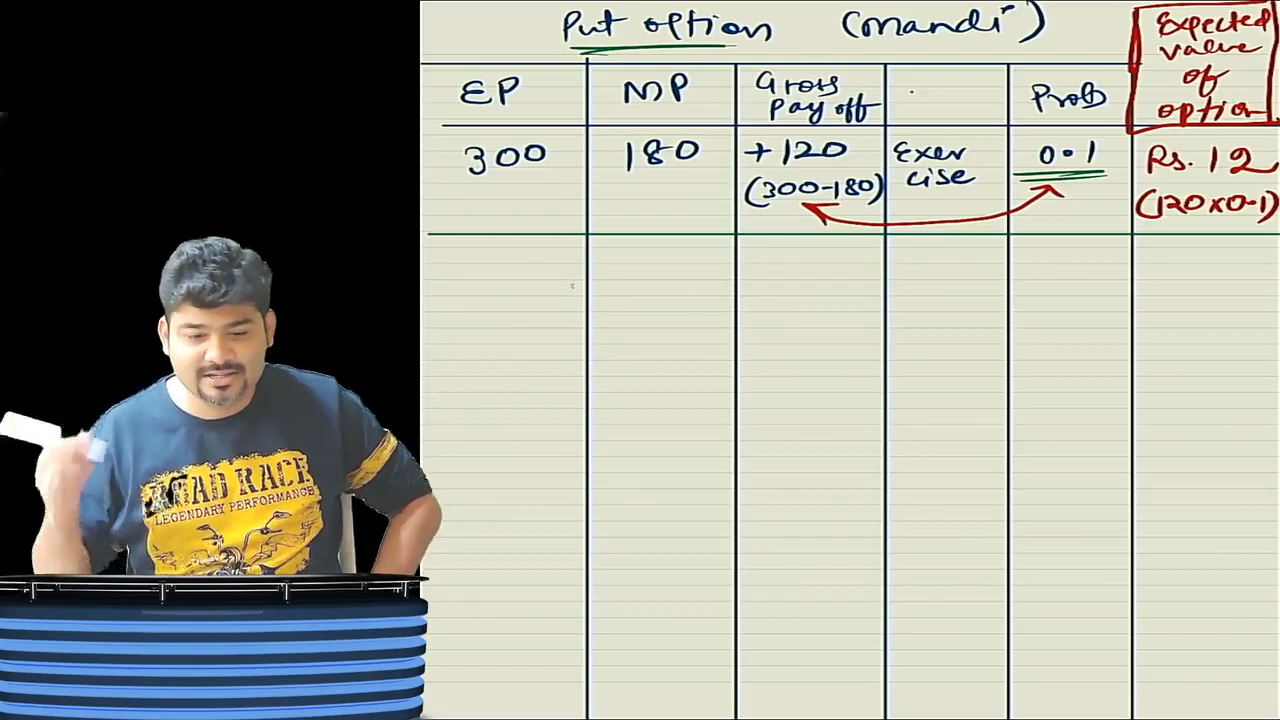 Put option (mandi)
EP
MP
Gross
Pay off
Prob
Expected
value
of
option
300
180
+120
(300-180)
Exer
cise
0.1
Rs. 12
(120x0.1)
ROAD RACE
LEGENDARY PERFORMANCE